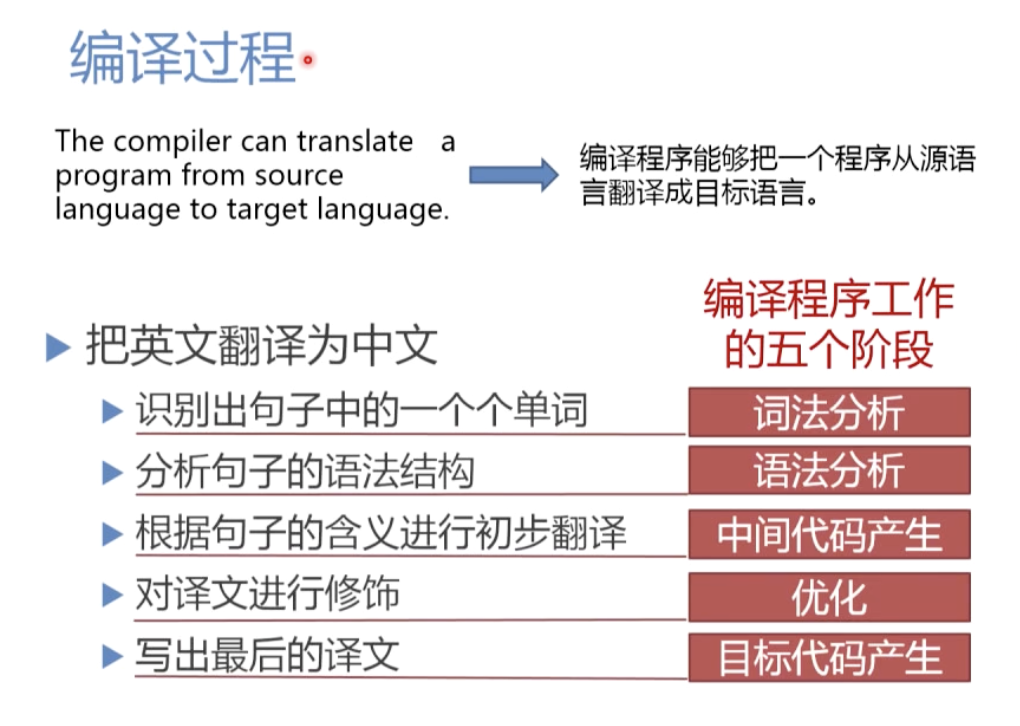 编译过程
The compiler can translate a
program from source
language to target language.
编译程序能够把一个程序从源语
言翻译成目标语言。
编译程序工作
的五个阶段
把英文翻译为中文
识别出句子中的一个个单词
词法分析
分析句子的语法结构
语法分析
根据句子的含义进行初步翻译
中间代码产生
对译文进行修饰
优化
写出最后的译文
目标代码产生